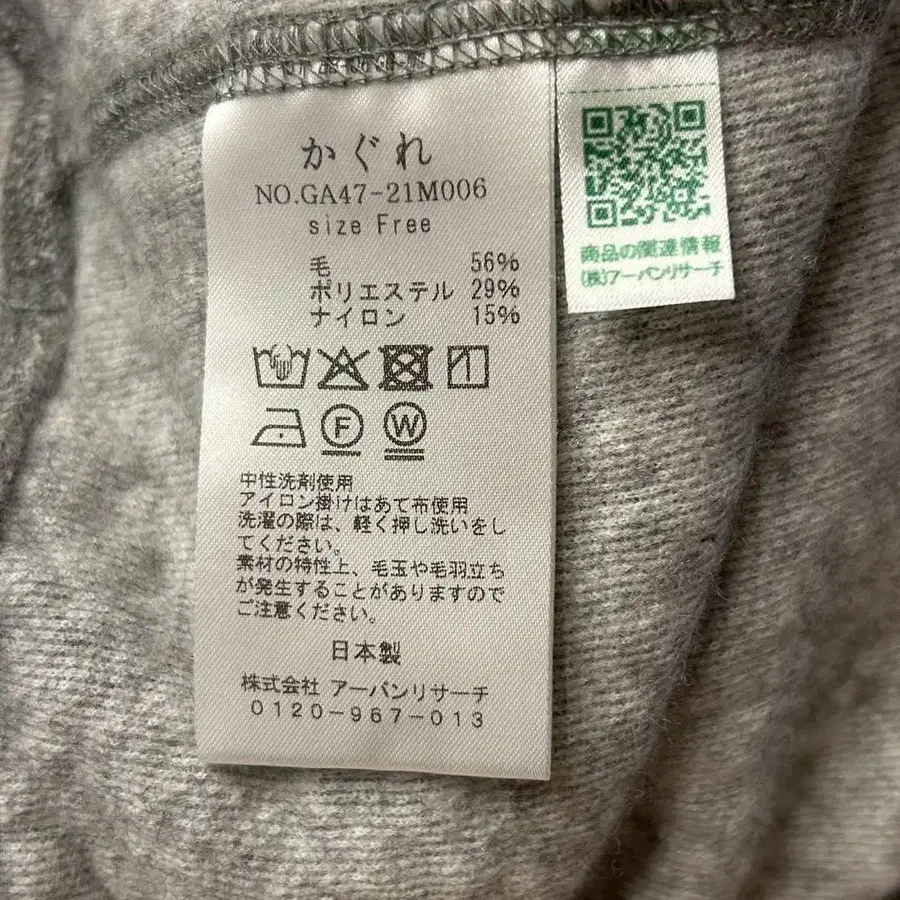 かぐれ
NO.GA47-21M006
size Free
毛 56%
ポリエステル 29%
ナイロン 15%
F W
中性洗剤使用
アイロン掛けはあて布使用
洗濯の際は、軽く押し洗いをし
てください。
素材の特性上、毛玉や毛羽立ち
が発生することがありますので
ご注意ください。
日本製
株式会社 アーバンリサーチ
0120-967-013
商品の関連情報
(株)アーバンリサーチ